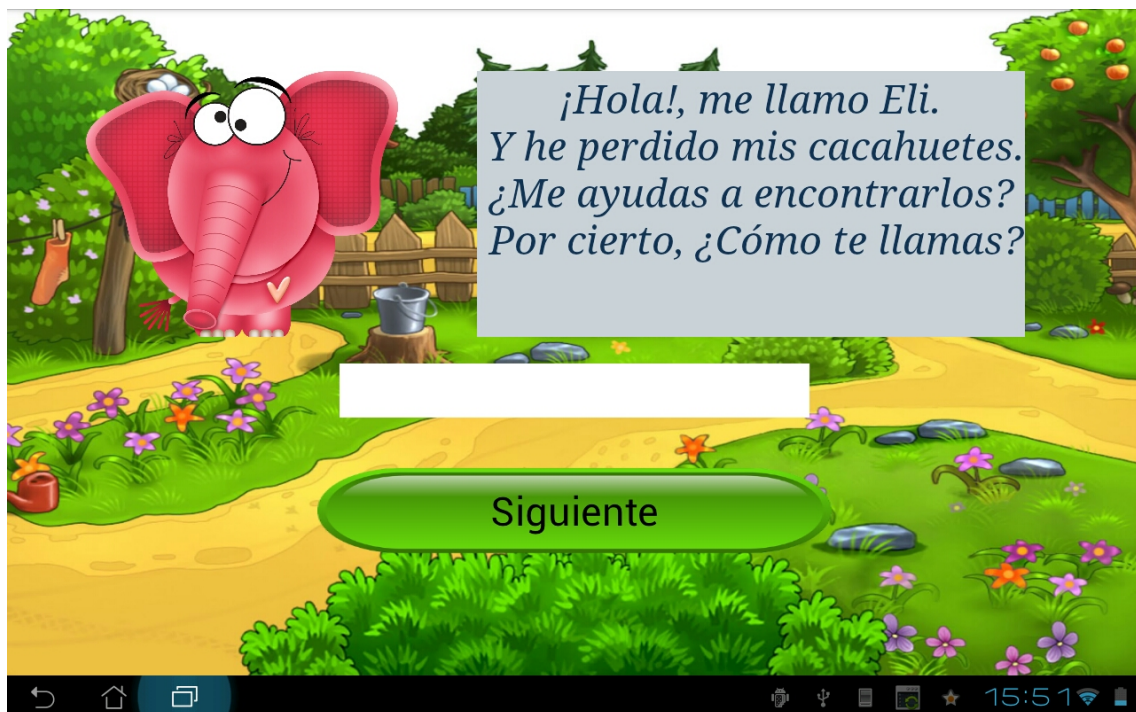 ¡Hola!, me llamo Eli.
Y he perdido mis cacahuetes.
¿Me ayudas a encontrarlos?
Por cierto, ¿Cómo te llamas?
Siguiente
15:51